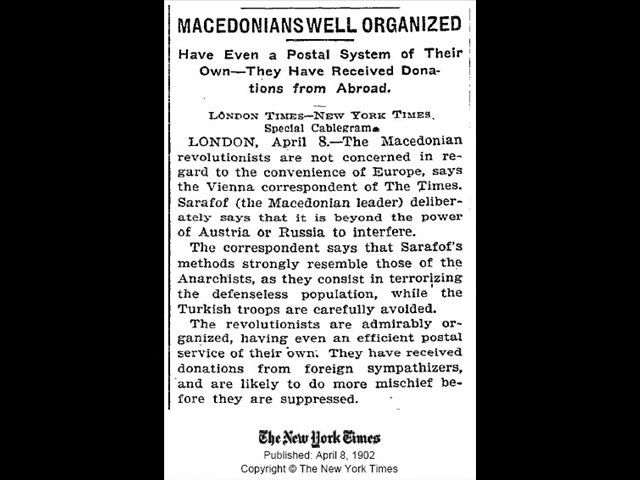 MACEDONIANS WELL ORGANIZED
Have Even a Postal System of Their
Own—They Have Received Dona-
tions from Abroad.
LONDON TIMES—NEW YORK TIMES.
Special Cablegram.
LONDON, April 8.—The Macedonian
revolutionists are not concerned in re-
gard to the convenience of Europe, says
the Vienna correspondent of The Times.
Sarafof (the Macedonian leader) deliber-
ately says that it is beyond the power
of Austria or Russia to interfere.
The correspondent says that Sarafof's
methods strongly resemble those of the
Anarchists, as they consist in terrorizing
the defenseless population, while the
Turkish troops are carefully avoided.
The revolutionists are admirably or-
ganized, having even an efficient postal
service of their own. They have received
donations from foreign sympathizers,
and are likely to do more mischief be-
fore they are suppressed.
The New York Times
Published: April 8, 1902
Copyright © The New York Times